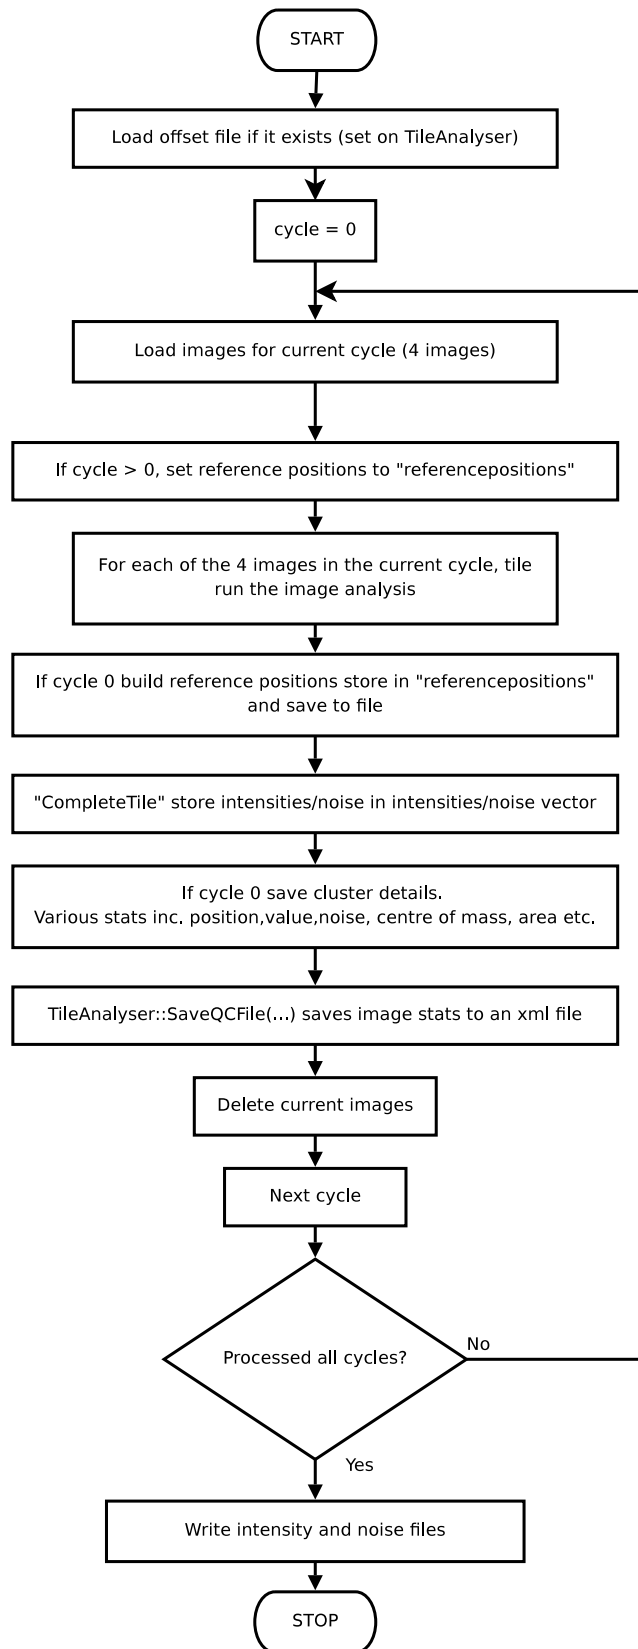 START
Load offset file if it exists (set on TileAnalyser)
cycle = 0
Load images for current cycle (4 images)
If cycle > 0, set reference positions to "referencepositions"
For each of the 4 images in the current cycle, tile
run the image analysis
If cycle 0 build reference positions store in "referencepositions"
and save to file
"CompleteTile" store intensities/noise in intensities/noise vector
If cycle 0 save cluster details.
Various stats inc. position,value,noise, centre of mass, area etc.
TileAnalyser::SaveQCFile(...) saves image stats to an xml file
Delete current images
Next cycle
Processed all cycles?
No
Yes
Write intensity and noise files
STOP